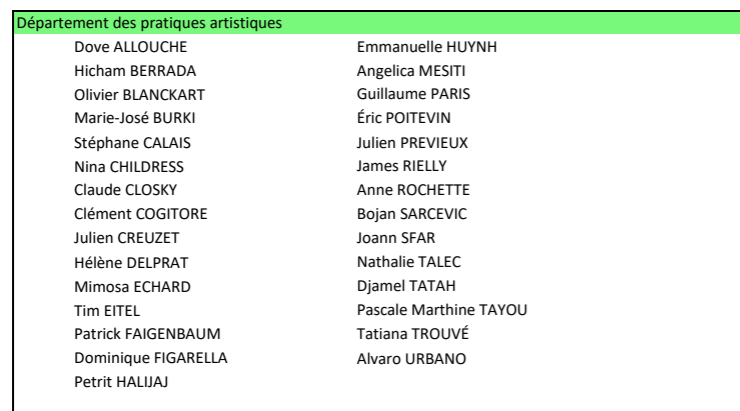 Département des pratiques artistiques
Dove ALLOUCHE
Hicham BERRADA
Olivier BLANCKART
Marie-José BURKI
Stéphane CALAIS
Nina CHILDRESS
Claude CLOSKY
Clément COGITORE
Julien CREUZET
Hélène DELPRAT
Mimosa ECHARD
Tim EITEL
Patrick FAIGENBAUM
Dominique FIGARELLA
Petrit HALIJAJ
Emmanuelle HUYNH
Angelica MESITI
Guillaume PARIS
Éric POITEVIN
Julien PREVIEUX
James RIELLY
Anne ROCHETTE
Bojan SARCEVIC
Joann SFAR
Nathalie TALEC
Djamel TATAH
Pascale Marthine TAYOU
Tatiana TROUVÉ
Alvaro URBANO